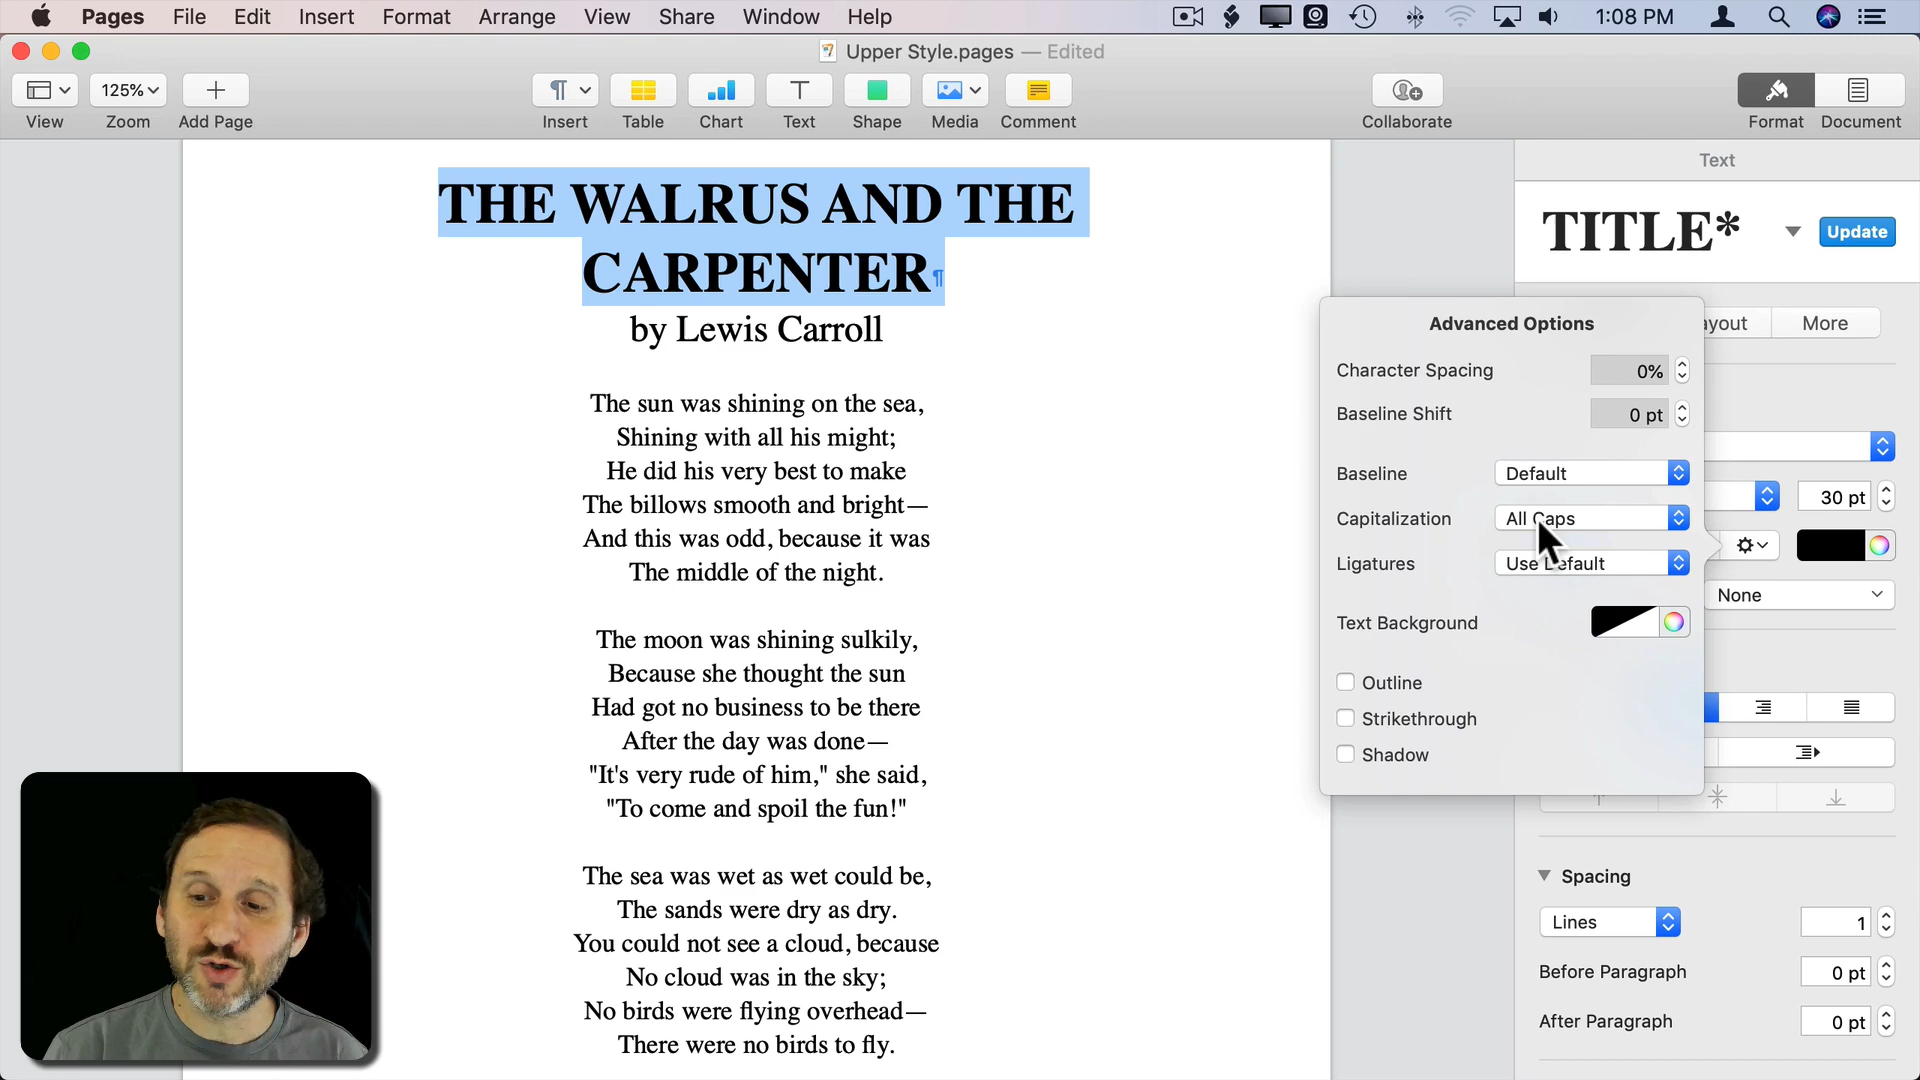 Pages File Edit Insert Format Arrange View Share Window Help 1:08 PM
Upper Style.pages — Edited
125%
View Zoom Add Page Insert Table Chart Text Shape Media Comment Collaborate Format Document
Text
TITLE* Update
THE WALRUS AND THE
CARPENTER¶
by Lewis Carroll
The sun was shining on the sea,
Shining with all his might;
He did his very best to make
The billows smooth and bright—
And this was odd, because it was
The middle of the night.
The moon was shining sulkily,
Because she thought the sun
Had got no business to be there
After the day was done—
"It's very rude of him," she said,
"To come and spoil the fun!"
The sea was wet as wet could be,
The sands were dry as dry.
You could not see a cloud, because
No cloud was in the sky;
No birds were flying overhead—
There were no birds to fly.
Advanced Options
Character Spacing 0%
Baseline Shift 0 pt
Baseline Default
Capitalization All Caps
Ligatures Use Default
Text Background
Outline
Strikethrough
Shadow
yout More
30 pt
None
Spacing
Lines 1
Before Paragraph 0 pt
After Paragraph 0 pt